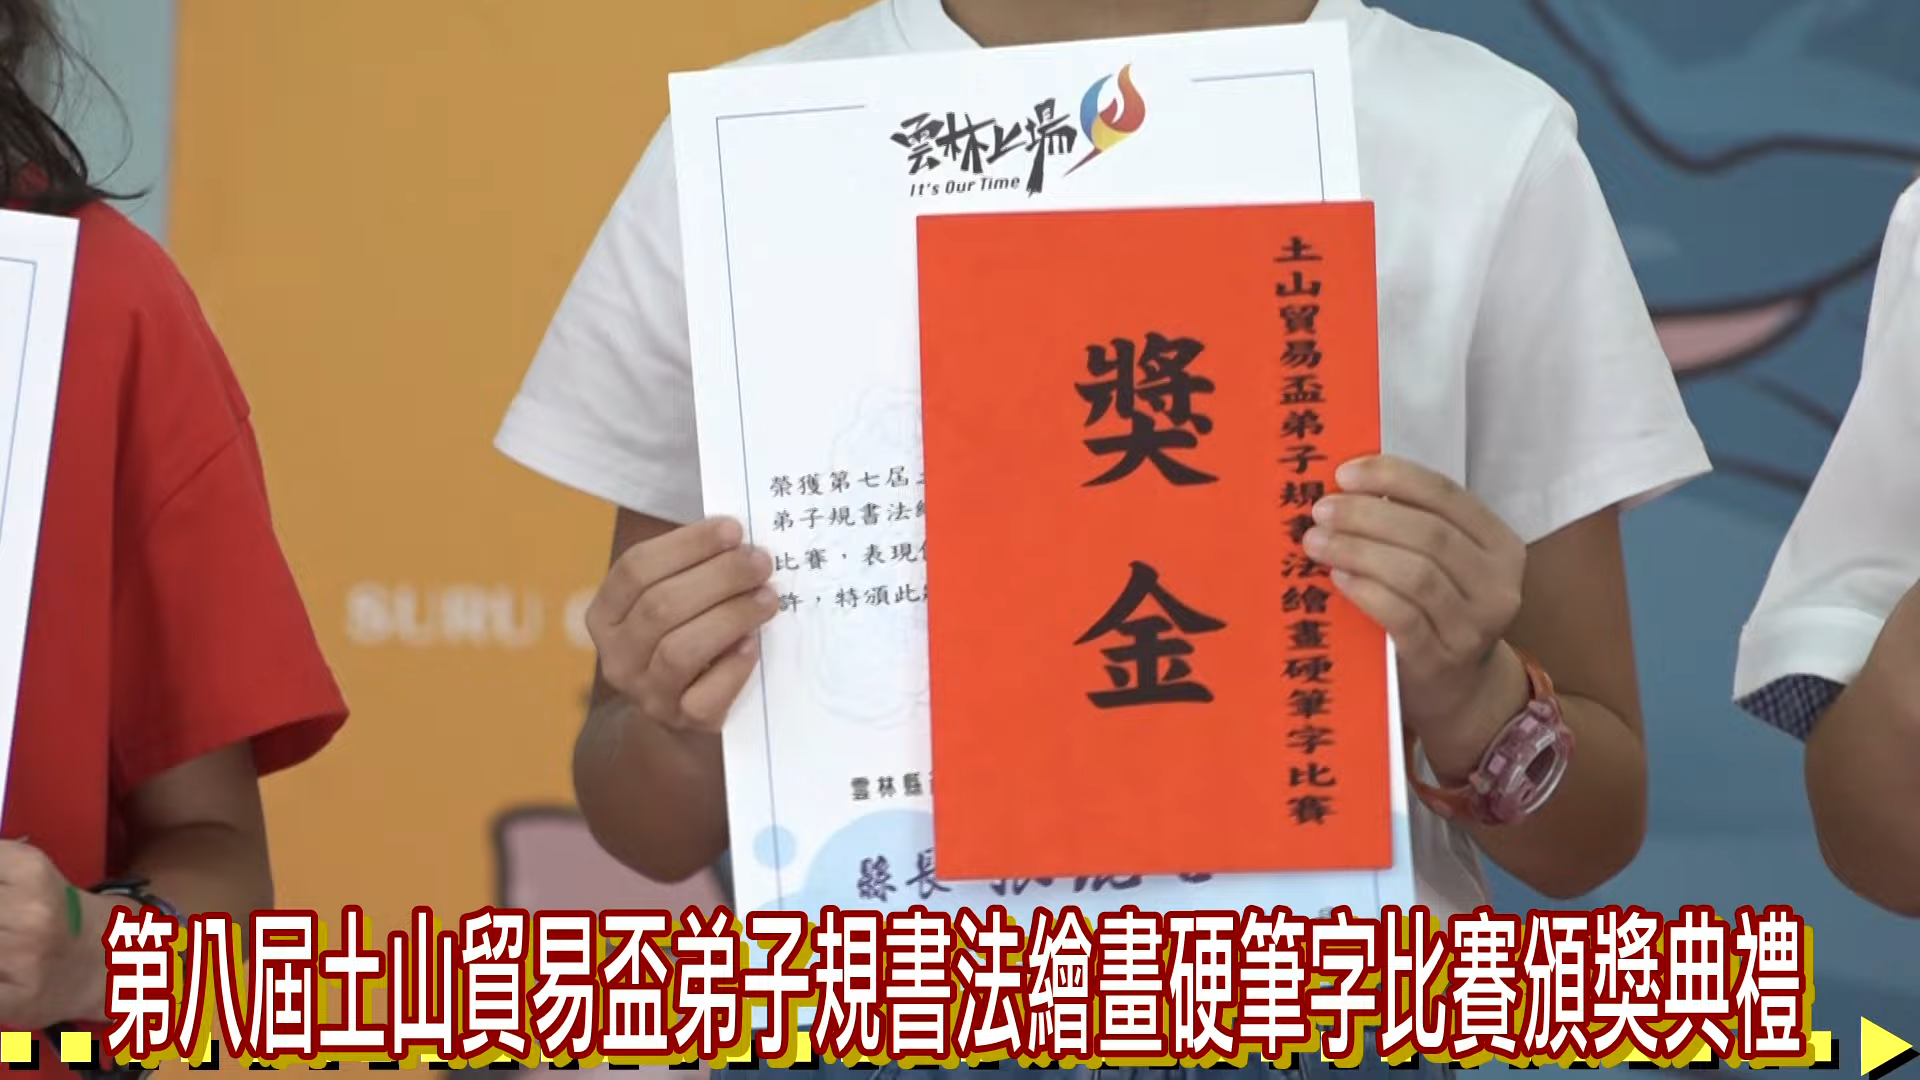 雲林上場
It's Our Time
土山貿易盃弟子規書法繪畫硬筆字比賽
獎金
榮獲第七屆
弟子規書法
比賽，表現
許，特頒此
雲林縣
縣長
SURU
第八屆土山貿易盃弟子規書法繪畫硬筆字比賽頒獎典禮